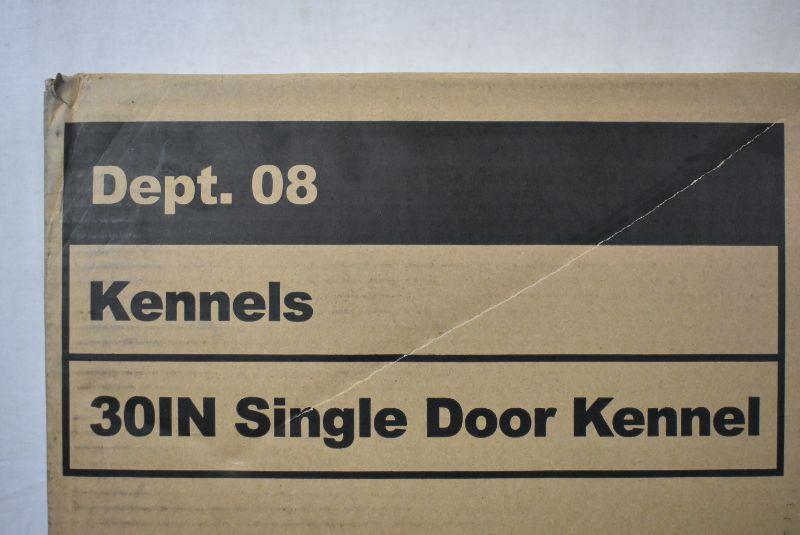 Dept. 08
Kennels
30IN Single Door Kennel